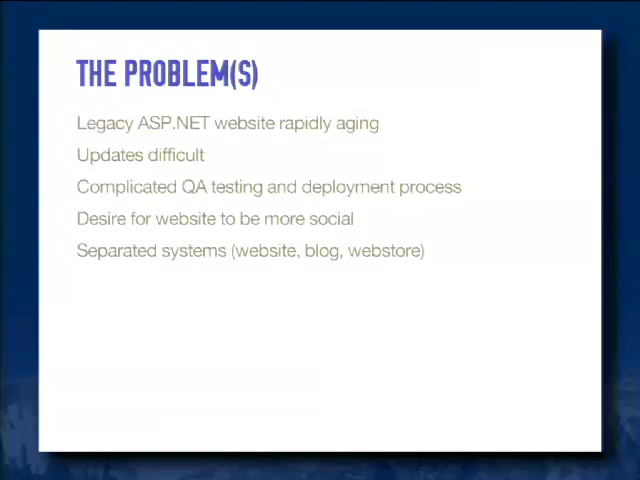 THE PROBLEM(S)
Legacy ASP.NET website rapidly aging
Updates difficult
Complicated QA testing and deployment process
Desire for website to be more social
Separated systems (website, blog, webstore)